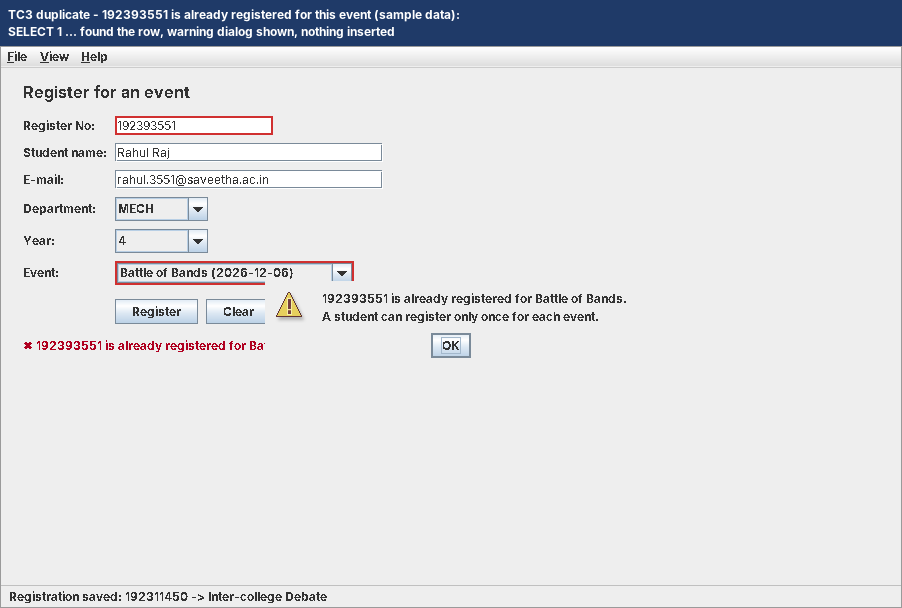 TC3 duplicate - 192393551 is already registered for this event (sample data):
SELECT 1 ... found the row, warning dialog shown, nothing inserted
File View Help
Register for an event
Register No: 192393551
Student name: Rahul Raj
E-mail: rahul.3551@saveetha.ac.in
Department: MECH
Year: 4
Event: Battle of Bands (2026-12-06)
192393551 is already registered for Battle of Bands.
A student can register only once for each event.
Register Clear
OK
✖ 192393551 is already registered for Ba
Registration saved: 192311450 -> Inter-college Debate